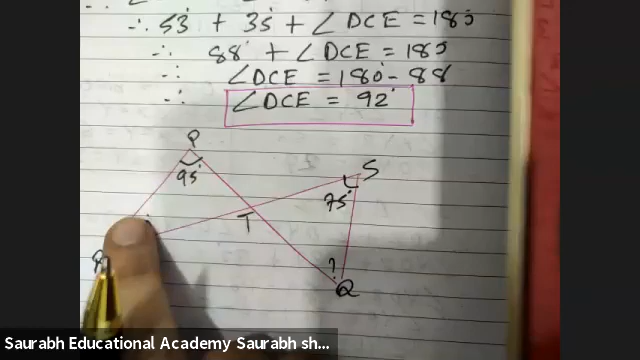 ∴ 53° + 35 + ∠DCE = 180
∴ 88° + ∠DCE = 180
∴ ∠DCE = 180 - 88
∴ ∠DCE = 92°
P
95°
S
75°
T
?
Q
Saurabh Educational Academy Saurabh sh...